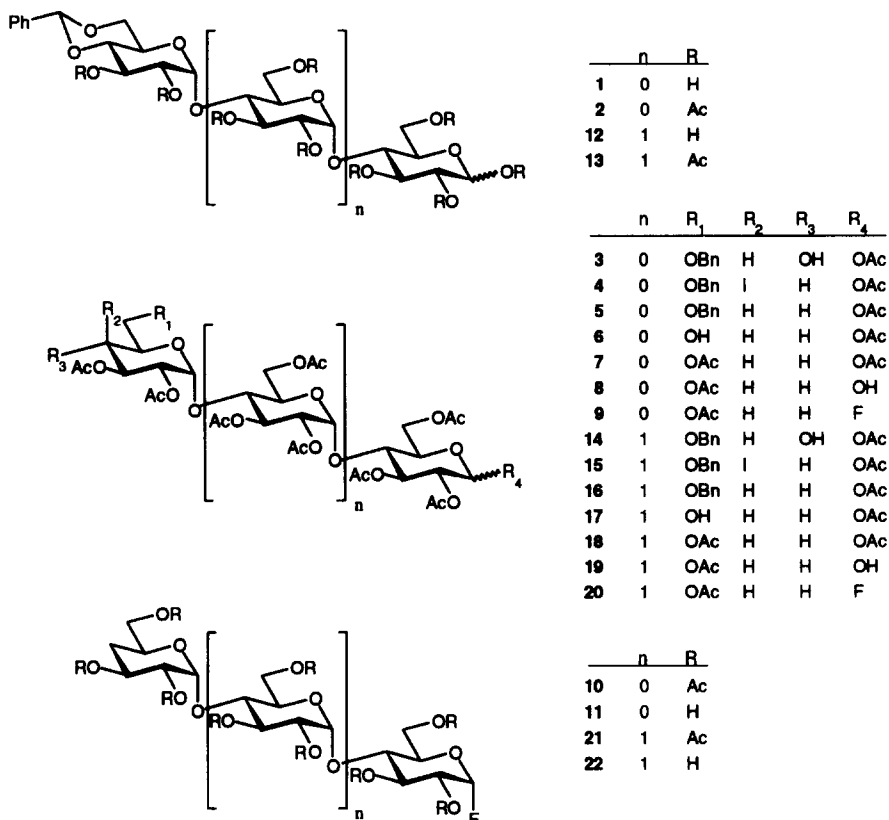 Ph
O
O
O
RO
RO
O
OR
O
RO
RO
O
OR
O
RO
RO
OR
n
n R
1 0 H
2 0 Ac
12 1 H
13 1 Ac
R2
R1
R3
O
AcO
AcO
O
OAc
O
AcO
AcO
O
OAc
O
AcO
AcO
R4
n
n R1 R2 R3 R4
3 0 OBn H OH OAc
4 0 OBn I H OAc
5 0 OBn H H OAc
6 0 OH H H OAc
7 0 OAc H H OAc
8 0 OAc H H OH
9 0 OAc H H F
14 1 OBn H OH OAc
15 1 OBn I H OAc
16 1 OBn H H OAc
17 1 OH H H OAc
18 1 OAc H H OAc
19 1 OAc H H OH
20 1 OAc H H F
OR
O
RO
RO
O
OR
O
RO
RO
O
OR
O
RO
RO
F
n
n R
10 0 Ac
11 0 H
21 1 Ac
22 1 H